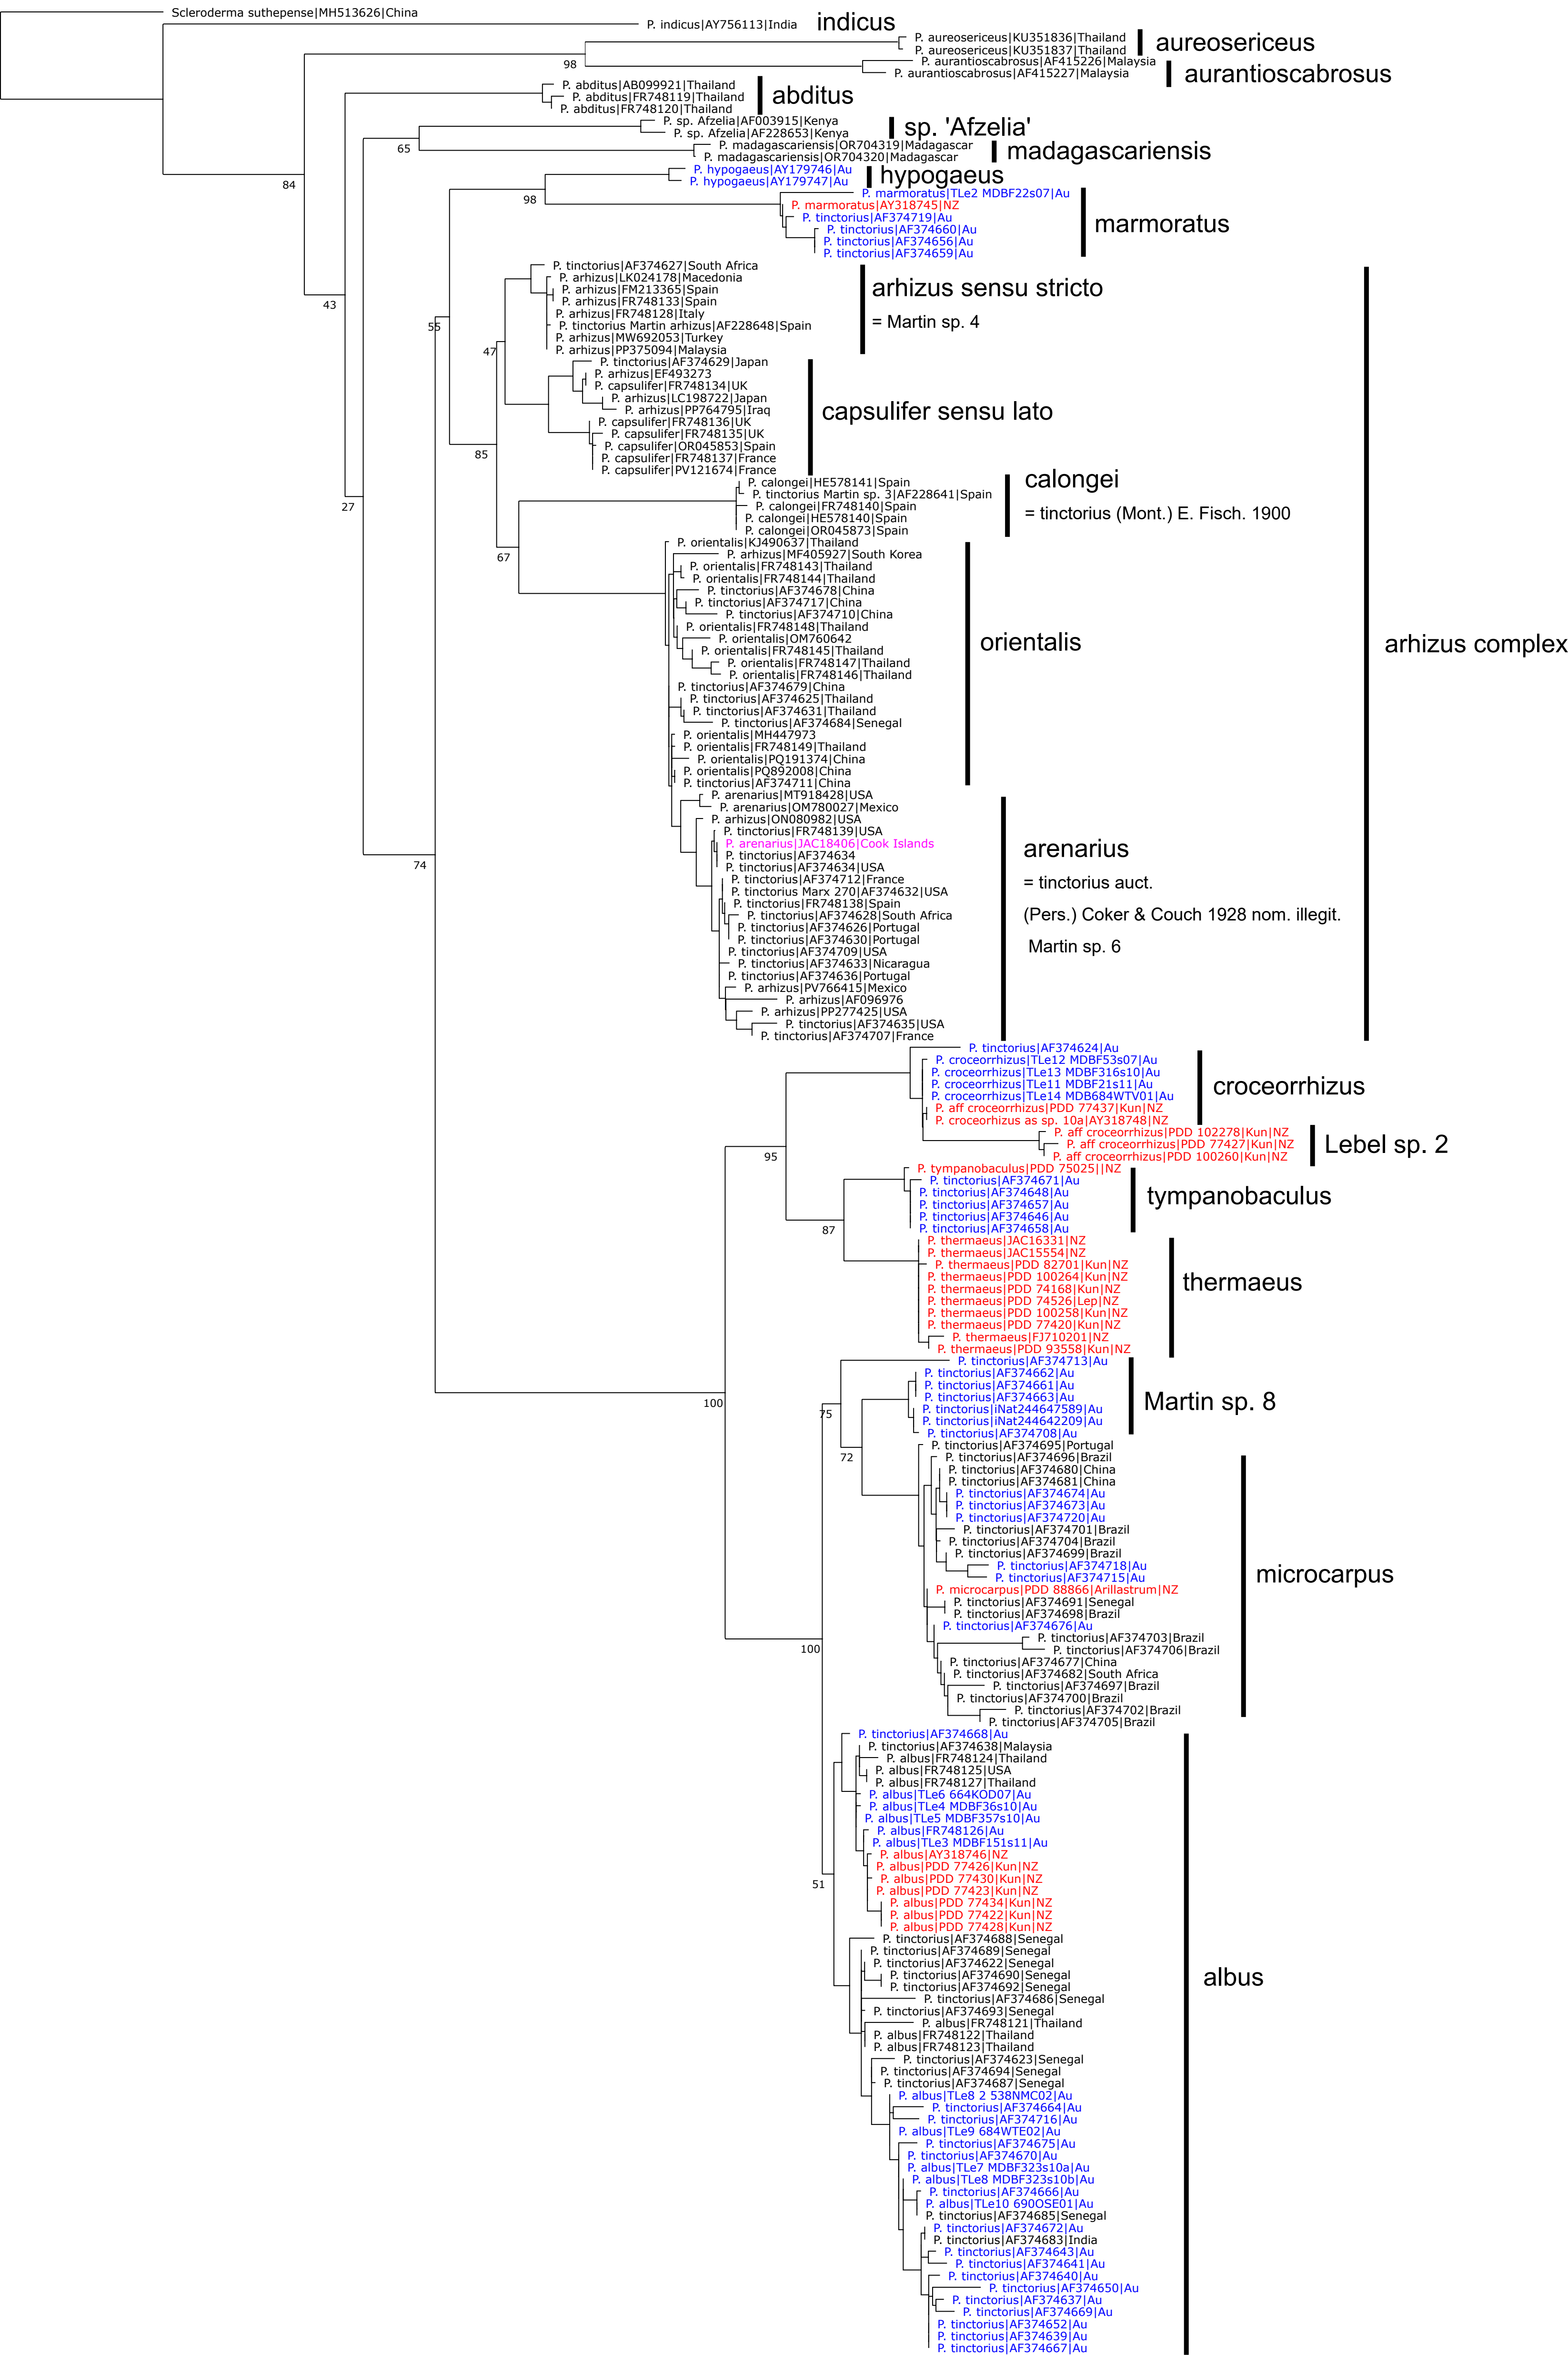 Scleroderma suthepense|MH513626|China
P. indicus|AY756113|India
indicus
P. aureosericeus|KU351836|Thailand
P. aureosericeus|KU351837|Thailand
aureosericeus
P. aurantioscabrosus|AF415226|Malaysia
P. aurantioscabrosus|AF415227|Malaysia
98
aurantioscabrosus
P. abditus|AB099921|Thailand
P. abditus|FR748119|Thailand
P. abditus|FR748120|Thailand
abditus
P. sp. Afzelia|AF003915|Kenya
P. sp. Afzelia|AF228653|Kenya
sp. 'Afzelia'
65
P. madagascariensis|OR704319|Madagascar
P. madagascariensis|OR704320|Madagascar
madagascariensis
P. hypogaeus|AY179746|Au
P. hypogaeus|AY179747|Au
hypogaeus
84
98
P. marmoratus|TLe2 MDBF22s07|Au
P. marmoratus|AY318745|NZ
P. tinctorius|AF374719|Au
P. tinctorius|AF374660|Au
P. tinctorius|AF374656|Au
P. tinctorius|AF374659|Au
marmoratus
P. tinctorius|AF374627|South Africa
P. arhizus|LK024178|Macedonia
P. arhizus|FM213365|Spain
P. arhizus|FR748133|Spain
P. arhizus|FR748128|Italy
P. tinctorius Martin arhizus|AF228648|Spain
P. arhizus|MW692053|Turkey
P. arhizus|PP375094|Malaysia
arhizus sensu stricto
= Martin sp. 4
43
55
47
P. tinctorius|AF374629|Japan
P. arhizus|EF493273
P. capsulifer|FR748134|UK
P. arhizus|LC198722|Japan
P. arhizus|PP764795|Iraq
P. capsulifer|FR748136|UK
P. capsulifer|FR748135|UK
P. capsulifer|OR045853|Spain
P. capsulifer|FR748137|France
P. capsulifer|PV121674|France
capsulifer sensu lato
85
P. calongei|HE578141|Spain
P. tinctorius Martin sp. 3|AF228641|Spain
P. calongei|FR748140|Spain
P. calongei|HE578140|Spain
P. calongei|OR045873|Spain
calongei
= tinctorius (Mont.) E. Fisch. 1900
27
67
P. orientalis|KJ490637|Thailand
P. arhizus|MF405927|South Korea
P. orientalis|FR748143|Thailand
P. orientalis|FR748144|Thailand
P. tinctorius|AF374678|China
P. tinctorius|AF374717|China
P. tinctorius|AF374710|China
P. orientalis|FR748148|Thailand
P. orientalis|OM760642
P. orientalis|FR748145|Thailand
P. orientalis|FR748147|Thailand
P. orientalis|FR748146|Thailand
P. tinctorius|AF374679|China
P. tinctorius|AF374625|Thailand
P. tinctorius|AF374631|Thailand
P. tinctorius|AF374684|Senegal
P. orientalis|MH447973
P. orientalis|FR748149|Thailand
P. orientalis|PQ191374|China
P. orientalis|PQ892008|China
P. tinctorius|AF374711|China
orientalis
arhizus complex
P. arenarius|MT918428|USA
P. arenarius|OM780027|Mexico
P. arhizus|ON080982|USA
P. tinctorius|FR748139|USA
P. arenarius|JAC18406|Cook Islands
P. tinctorius|AF374634
P. tinctorius|AF374634|USA
P. tinctorius|AF374712|France
P. tinctorius Marx 270|AF374632|USA
P. tinctorius|FR748138|Spain
P. tinctorius|AF374628|South Africa
P. tinctorius|AF374626|Portugal
P. tinctorius|AF374630|Portugal
P. tinctorius|AF374709|USA
P. tinctorius|AF374633|Nicaragua
P. tinctorius|AF374636|Portugal
P. arhizus|PV766415|Mexico
P. arhizus|AF096976
P. arhizus|PP277425|USA
P. tinctorius|AF374635|USA
P. tinctorius|AF374707|France
arenarius
= tinctorius auct.
(Pers.) Coker & Couch 1928 nom. illegit.
Martin sp. 6
74
P. tinctorius|AF374624|Au
P. croceorrhizus|TLe12 MDBF53s07|Au
P. croceorrhizus|TLe13 MDBF316s10|Au
P. croceorrhizus|TLe11 MDBF21s11|Au
P. croceorrhizus|TLe14 MDB684WTV01|Au
P. aff croceorrhizus|PDD 77437|Kun|NZ
P. croceorhizus as sp. 10a|AY318748|NZ
croceorrhizus
P. aff croceorrhizus|PDD 102278|Kun|NZ
P. aff croceorrhizus|PDD 77427|Kun|NZ
P. aff croceorrhizus|PDD 100260|Kun|NZ
Lebel sp. 2
95
P. tympanobaculus|PDD 75025||NZ
P. tinctorius|AF374671|Au
P. tinctorius|AF374648|Au
P. tinctorius|AF374657|Au
P. tinctorius|AF374646|Au
P. tinctorius|AF374658|Au
tympanobaculus
87
P. thermaeus|JAC16331|NZ
P. thermaeus|JAC15554|NZ
P. thermaeus|PDD 82701|Kun|NZ
P. thermaeus|PDD 100264|Kun|NZ
P. thermaeus|PDD 74168|Kun|NZ
P. thermaeus|PDD 74526|Lep|NZ
P. thermaeus|PDD 100258|Kun|NZ
P. thermaeus|PDD 77420|Kun|NZ
P. thermaeus|FJ710201|NZ
P. thermaeus|PDD 93558|Kun|NZ
thermaeus
100
P. tinctorius|AF374713|Au
P. tinctorius|AF374662|Au
P. tinctorius|AF374661|Au
P. tinctorius|AF374663|Au
P. tinctorius|iNat244647589|Au
P. tinctorius|iNat244642209|Au
P. tinctorius|AF374708|Au
Martin sp. 8
75
72
P. tinctorius|AF374695|Portugal
P. tinctorius|AF374696|Brazil
P. tinctorius|AF374680|China
P. tinctorius|AF374681|China
P. tinctorius|AF374674|Au
P. tinctorius|AF374673|Au
P. tinctorius|AF374720|Au
P. tinctorius|AF374701|Brazil
P. tinctorius|AF374704|Brazil
P. tinctorius|AF374699|Brazil
P. tinctorius|AF374718|Au
P. tinctorius|AF374715|Au
P. microcarpus|PDD 88866|Arillastrum|NZ
P. tinctorius|AF374691|Senegal
P. tinctorius|AF374698|Brazil
P. tinctorius|AF374676|Au
P. tinctorius|AF374703|Brazil
P. tinctorius|AF374706|Brazil
P. tinctorius|AF374677|China
P. tinctorius|AF374682|South Africa
P. tinctorius|AF374697|Brazil
P. tinctorius|AF374700|Brazil
P. tinctorius|AF374702|Brazil
P. tinctorius|AF374705|Brazil
microcarpus
100
P. tinctorius|AF374668|Au
P. tinctorius|AF374638|Malaysia
P. albus|FR748124|Thailand
P. albus|FR748125|USA
P. albus|FR748127|Thailand
P. albus|TLe6 664KOD07|Au
P. albus|TLe4 MDBF36s10|Au
P. albus|TLe5 MDBF357s10|Au
P. albus|FR748126|Au
P. albus|TLe3 MDBF151s11|Au
P. albus|AY318746|NZ
P. albus|PDD 77426|Kun|NZ
P. albus|PDD 77430|Kun|NZ
P. albus|PDD 77423|Kun|NZ
P. albus|PDD 77434|Kun|NZ
P. albus|PDD 77422|Kun|NZ
P. albus|PDD 77428|Kun|NZ
51
P. tinctorius|AF374688|Senegal
P. tinctorius|AF374689|Senegal
P. tinctorius|AF374622|Senegal
P. tinctorius|AF374690|Senegal
P. tinctorius|AF374692|Senegal
P. tinctorius|AF374686|Senegal
P. tinctorius|AF374693|Senegal
P. albus|FR748121|Thailand
P. albus|FR748122|Thailand
P. albus|FR748123|Thailand
P. tinctorius|AF374623|Senegal
P. tinctorius|AF374694|Senegal
P. tinctorius|AF374687|Senegal
P. albus|TLe8 2 538NMC02|Au
P. tinctorius|AF374664|Au
P. tinctorius|AF374716|Au
P. albus|TLe9 684WTE02|Au
P. tinctorius|AF374675|Au
P. tinctorius|AF374670|Au
P. albus|TLe7 MDBF323s10a|Au
P. albus|TLe8 MDBF323s10b|Au
P. tinctorius|AF374666|Au
P. albus|TLe10 690OSE01|Au
P. tinctorius|AF374685|Senegal
P. tinctorius|AF374672|Au
P. tinctorius|AF374683|India
P. tinctorius|AF374643|Au
P. tinctorius|AF374641|Au
P. tinctorius|AF374640|Au
P. tinctorius|AF374650|Au
P. tinctorius|AF374637|Au
P. tinctorius|AF374669|Au
P. tinctorius|AF374652|Au
P. tinctorius|AF374639|Au
P. tinctorius|AF374667|Au
albus